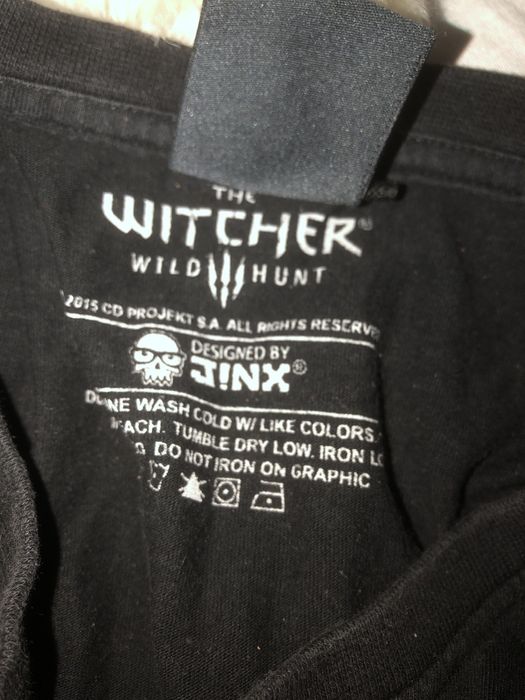 THE
WITCHER®
WILD HUNT
2015 CD PROJEKT S.A. ALL RIGHTS
DESIGNED BY
J!NX®
WASH COLD W/ LIKE COLORS
TUMBLE DRY LOW. IRON
DO NOT IRON ON GRAPHIC